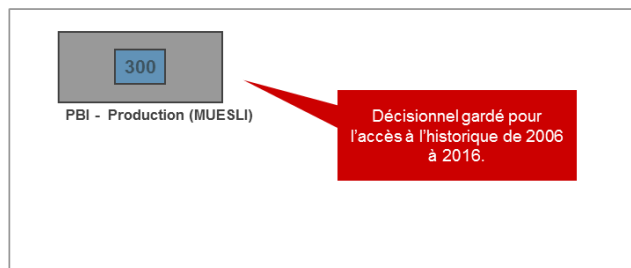 300
PBI - Production (MUESLI)
Décisionnel gardé pour
l'accès à l'historique de 2006
à 2016.